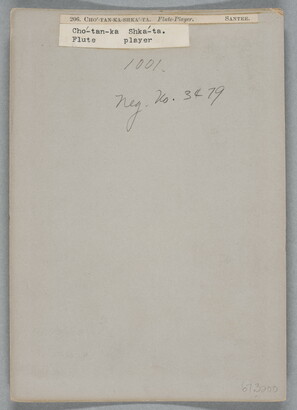 206. CHO´-TAN-KA-SHKA´-TA. Flute-Player. SANTEE.
Cho´-tan-ka Shka´-ta.
Flute player
1001.
Neg. No. 3479